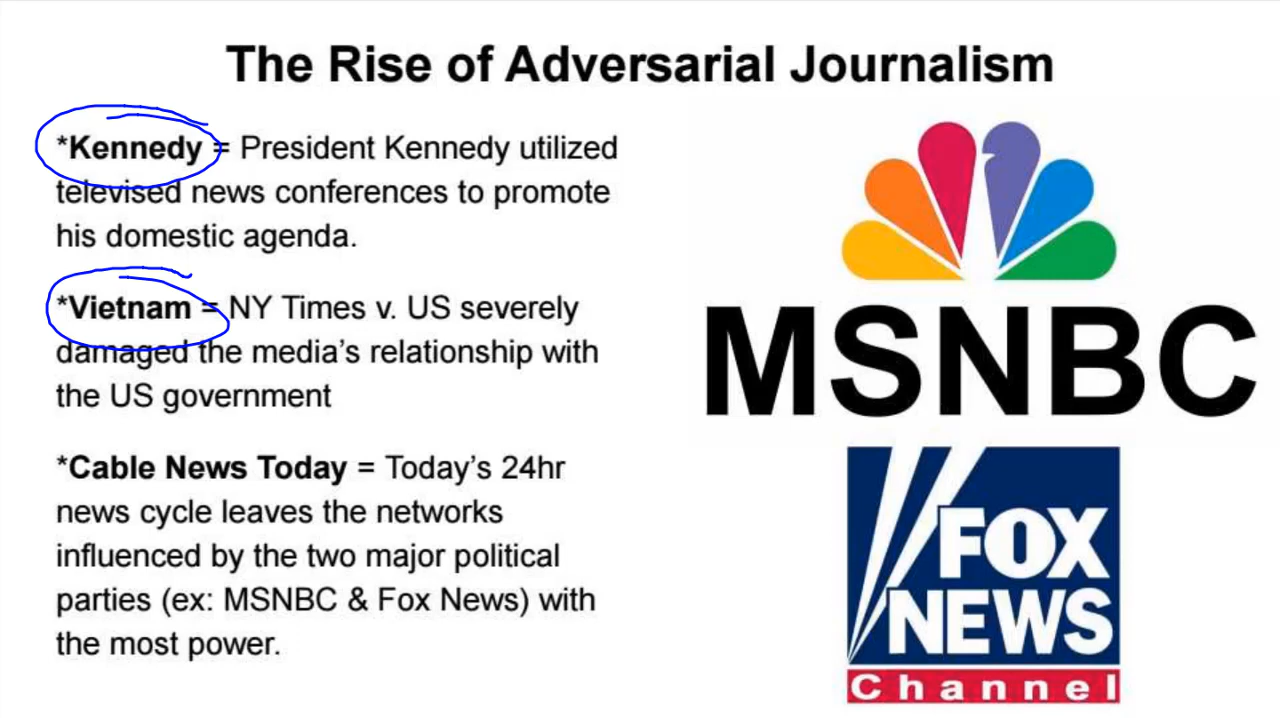 The Rise of Adversarial Journalism
*Kennedy = President Kennedy utilized
televised news conferences to promote
his domestic agenda.
*Vietnam = NY Times v. US severely
damaged the media’s relationship with
the US government
*Cable News Today = Today’s 24hr
news cycle leaves the networks
influenced by the two major political
parties (ex: MSNBC & Fox News) with
the most power.
MSNBC
FOX
NEWS
Channel